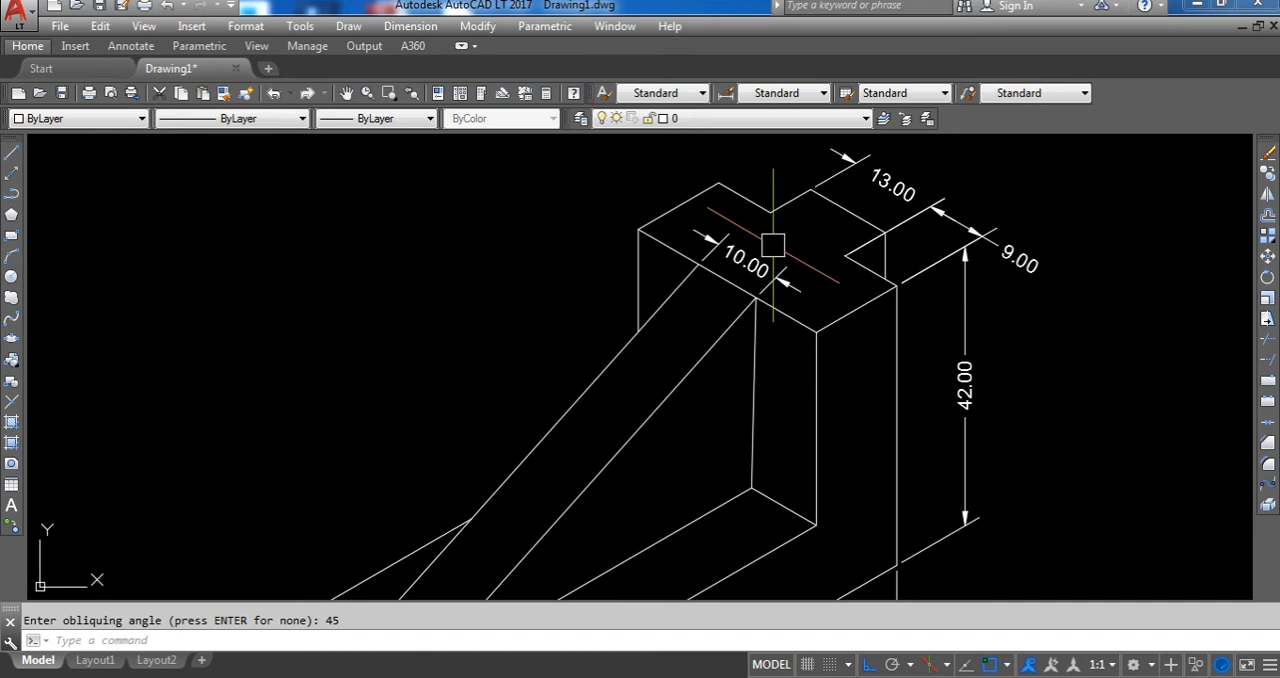 Autodesk AutoCAD LT 2017 Drawing1.dwg
Type a keyword or phrase
Sign In
LT
File Edit View Insert Format Tools Draw Dimension Modify Parametric Window Help
Home Insert Annotate Parametric View Manage Output A360
Start Drawing1*
Standard Standard Standard Standard
ByLayer ByLayer ByLayer ByColor 0
13.00
10.00
9.00
42.00
Y
X
Enter obliquing angle (press ENTER for none): 45
Type a command
Model Layout1 Layout2 +
MODEL 1:1